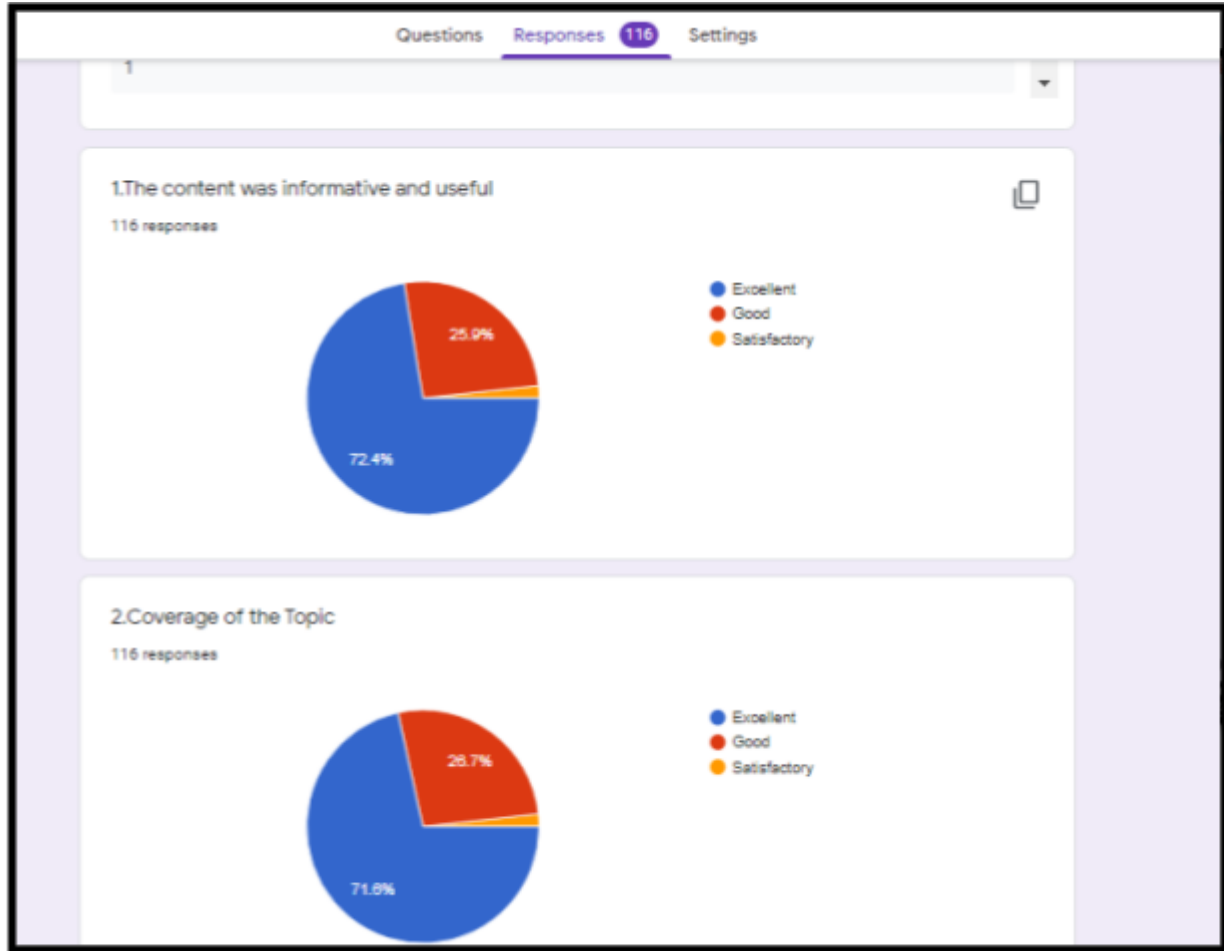 Questions Responses 116 Settings
1
1.The content was informative and useful
116 responses
Excellent
Good
Satisfactory
25.9%
72.4%
2.Coverage of the Topic
116 responses
Excellent
Good
Satisfactory
26.7%
71.6%